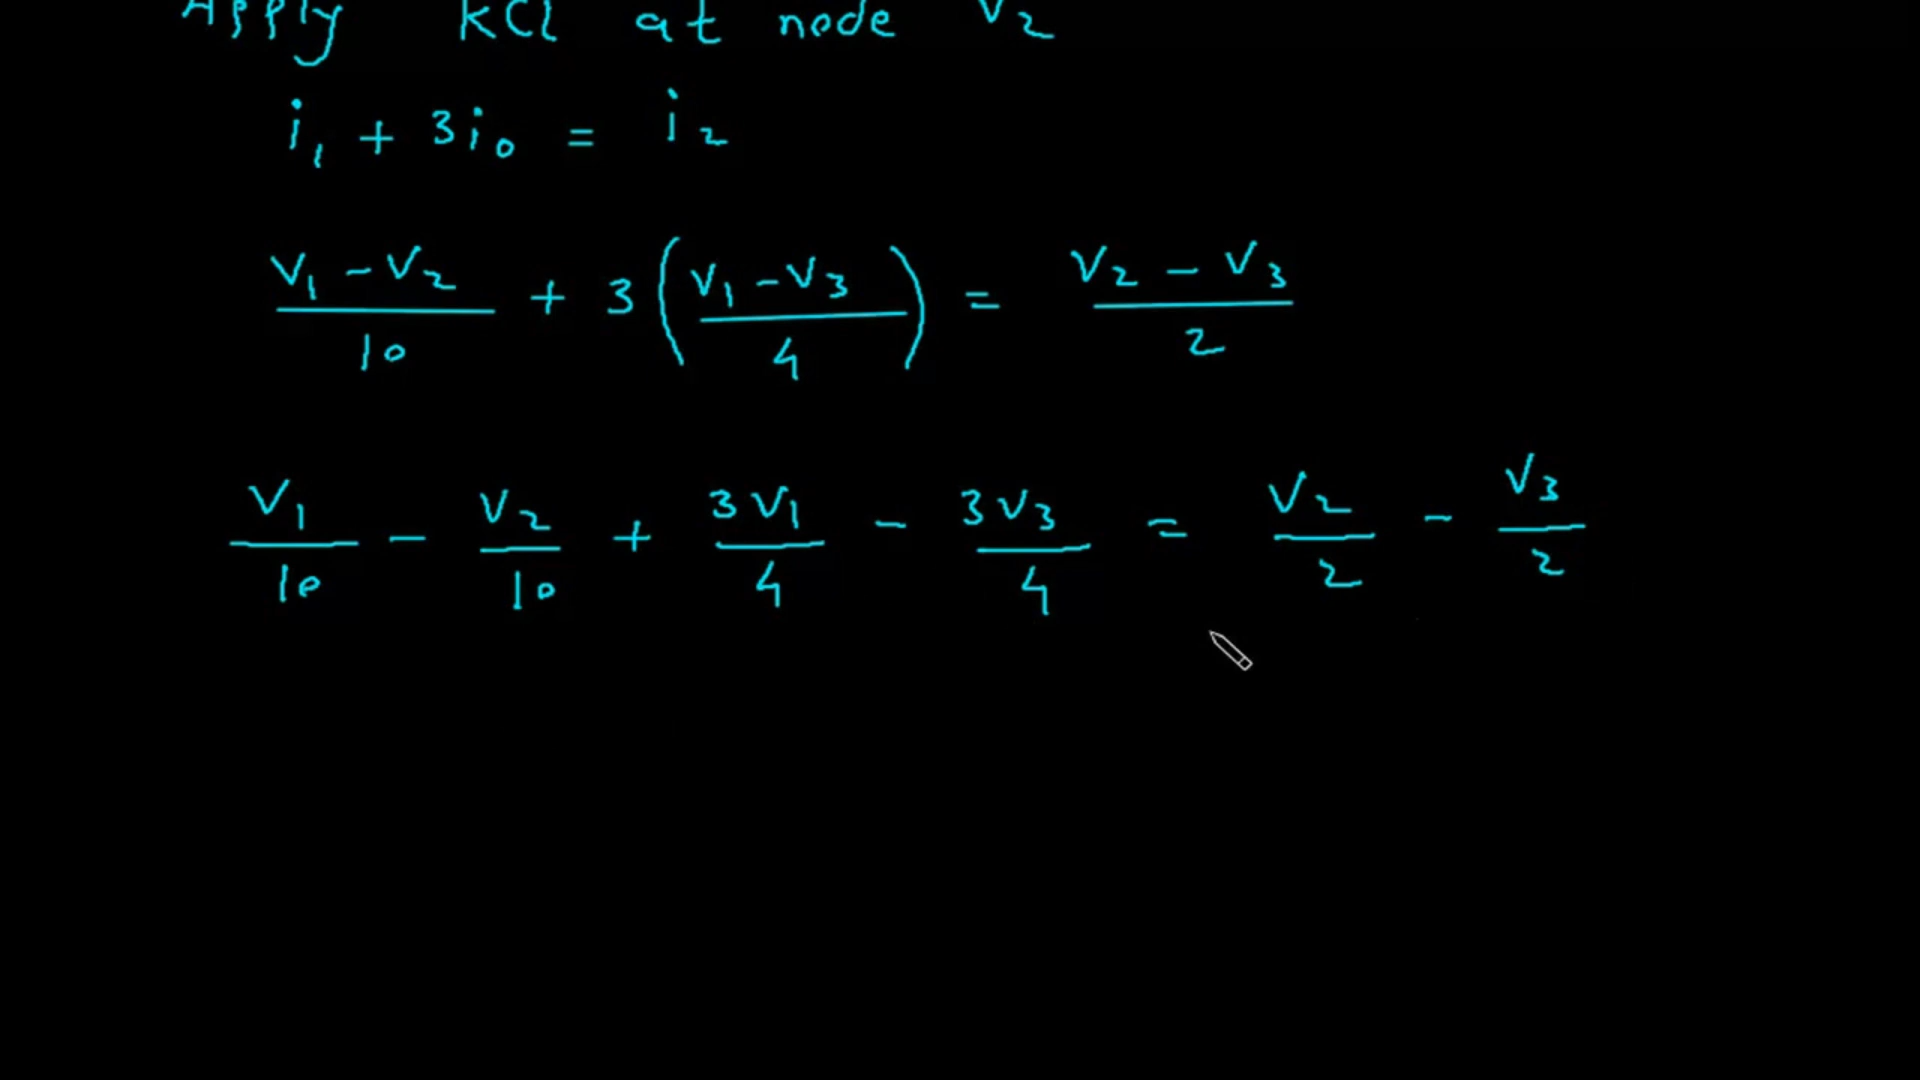 Apply KCl at node V₂
i₁ + 3i₀ = i₂
(V₁ - V₂)/10 + 3((V₁ - V₃)/4) = (V₂ - V₃)/2
V₁/10 - V₂/10 + 3V₁/4 - 3V₃/4 = V₂/2 - V₃/2